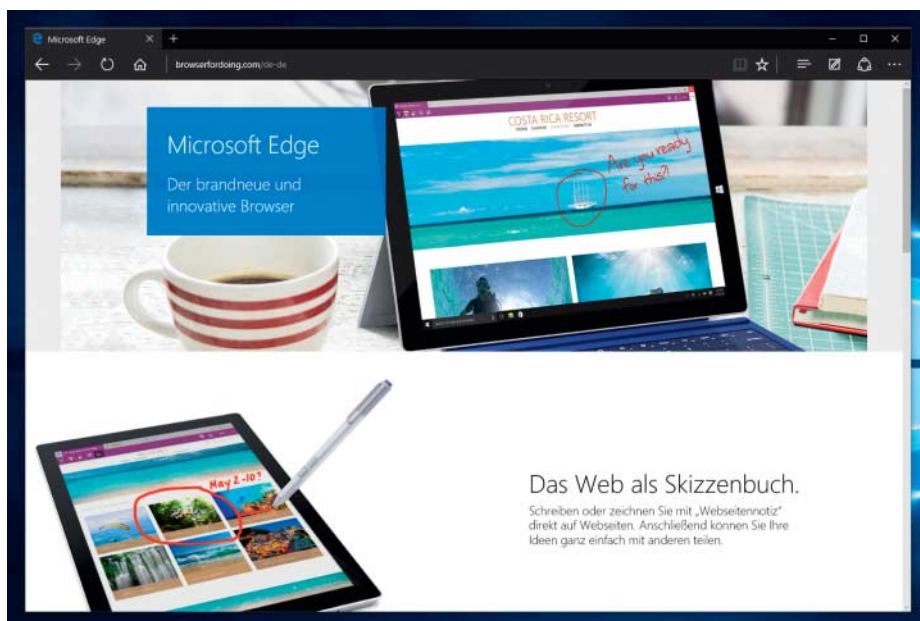 Microsoft Edge
browserfordoing.com/de-de
Microsoft Edge
Der brandneue und
innovative Browser
COSTA RICA RESORT
Are you ready
for this?!
May 2-10?
Das Web als Skizzenbuch.
Schreiben oder zeichnen Sie mit „Webseitennotiz“
direkt auf Webseiten. Anschließend können Sie Ihre
Ideen ganz einfach mit anderen teilen.